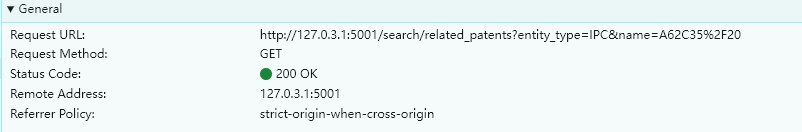 General
Request URL: http://127.0.3.1:5001/search/related_patents?entity_type=IPC&name=A62C35%2F20
Request Method: GET
Status Code: 200 OK
Remote Address: 127.0.3.1:5001
Referrer Policy: strict-origin-when-cross-origin